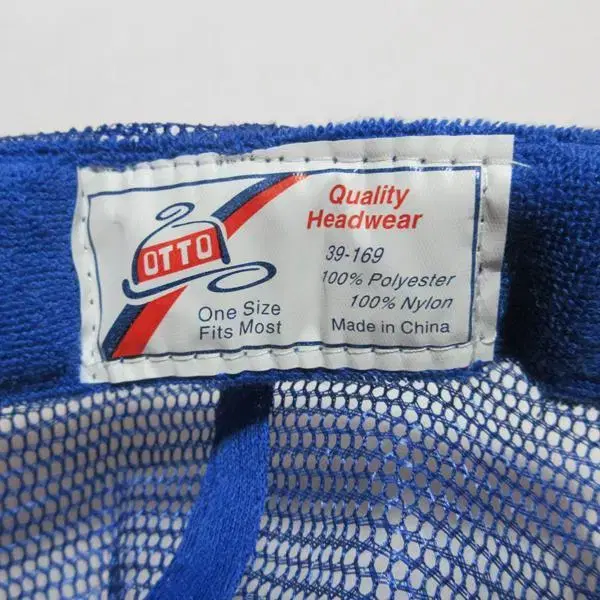 OTTO
One Size
Fits Most
Quality
Headwear
39-169
100% Polyester
100% Nylon
Made in China